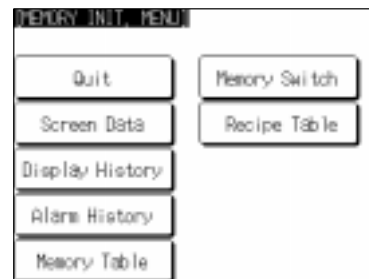 [MEMORY INIT. MENU]
Quit
Memory Switch
Screen Data
Recipe Table
Display History
Alarm History
Memory Table